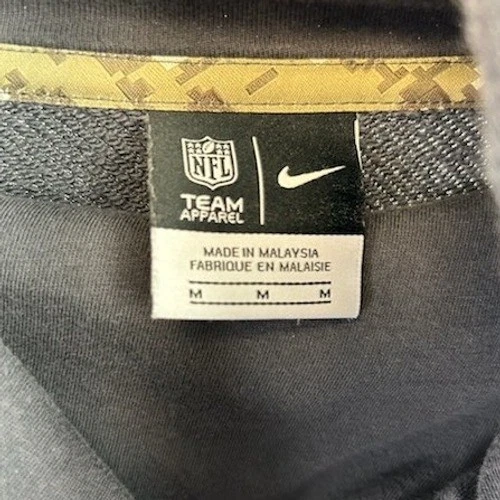 NFL
TEAM
APPAREL
MADE IN MALAYSIA
FABRIQUE EN MALAISIE
M M M